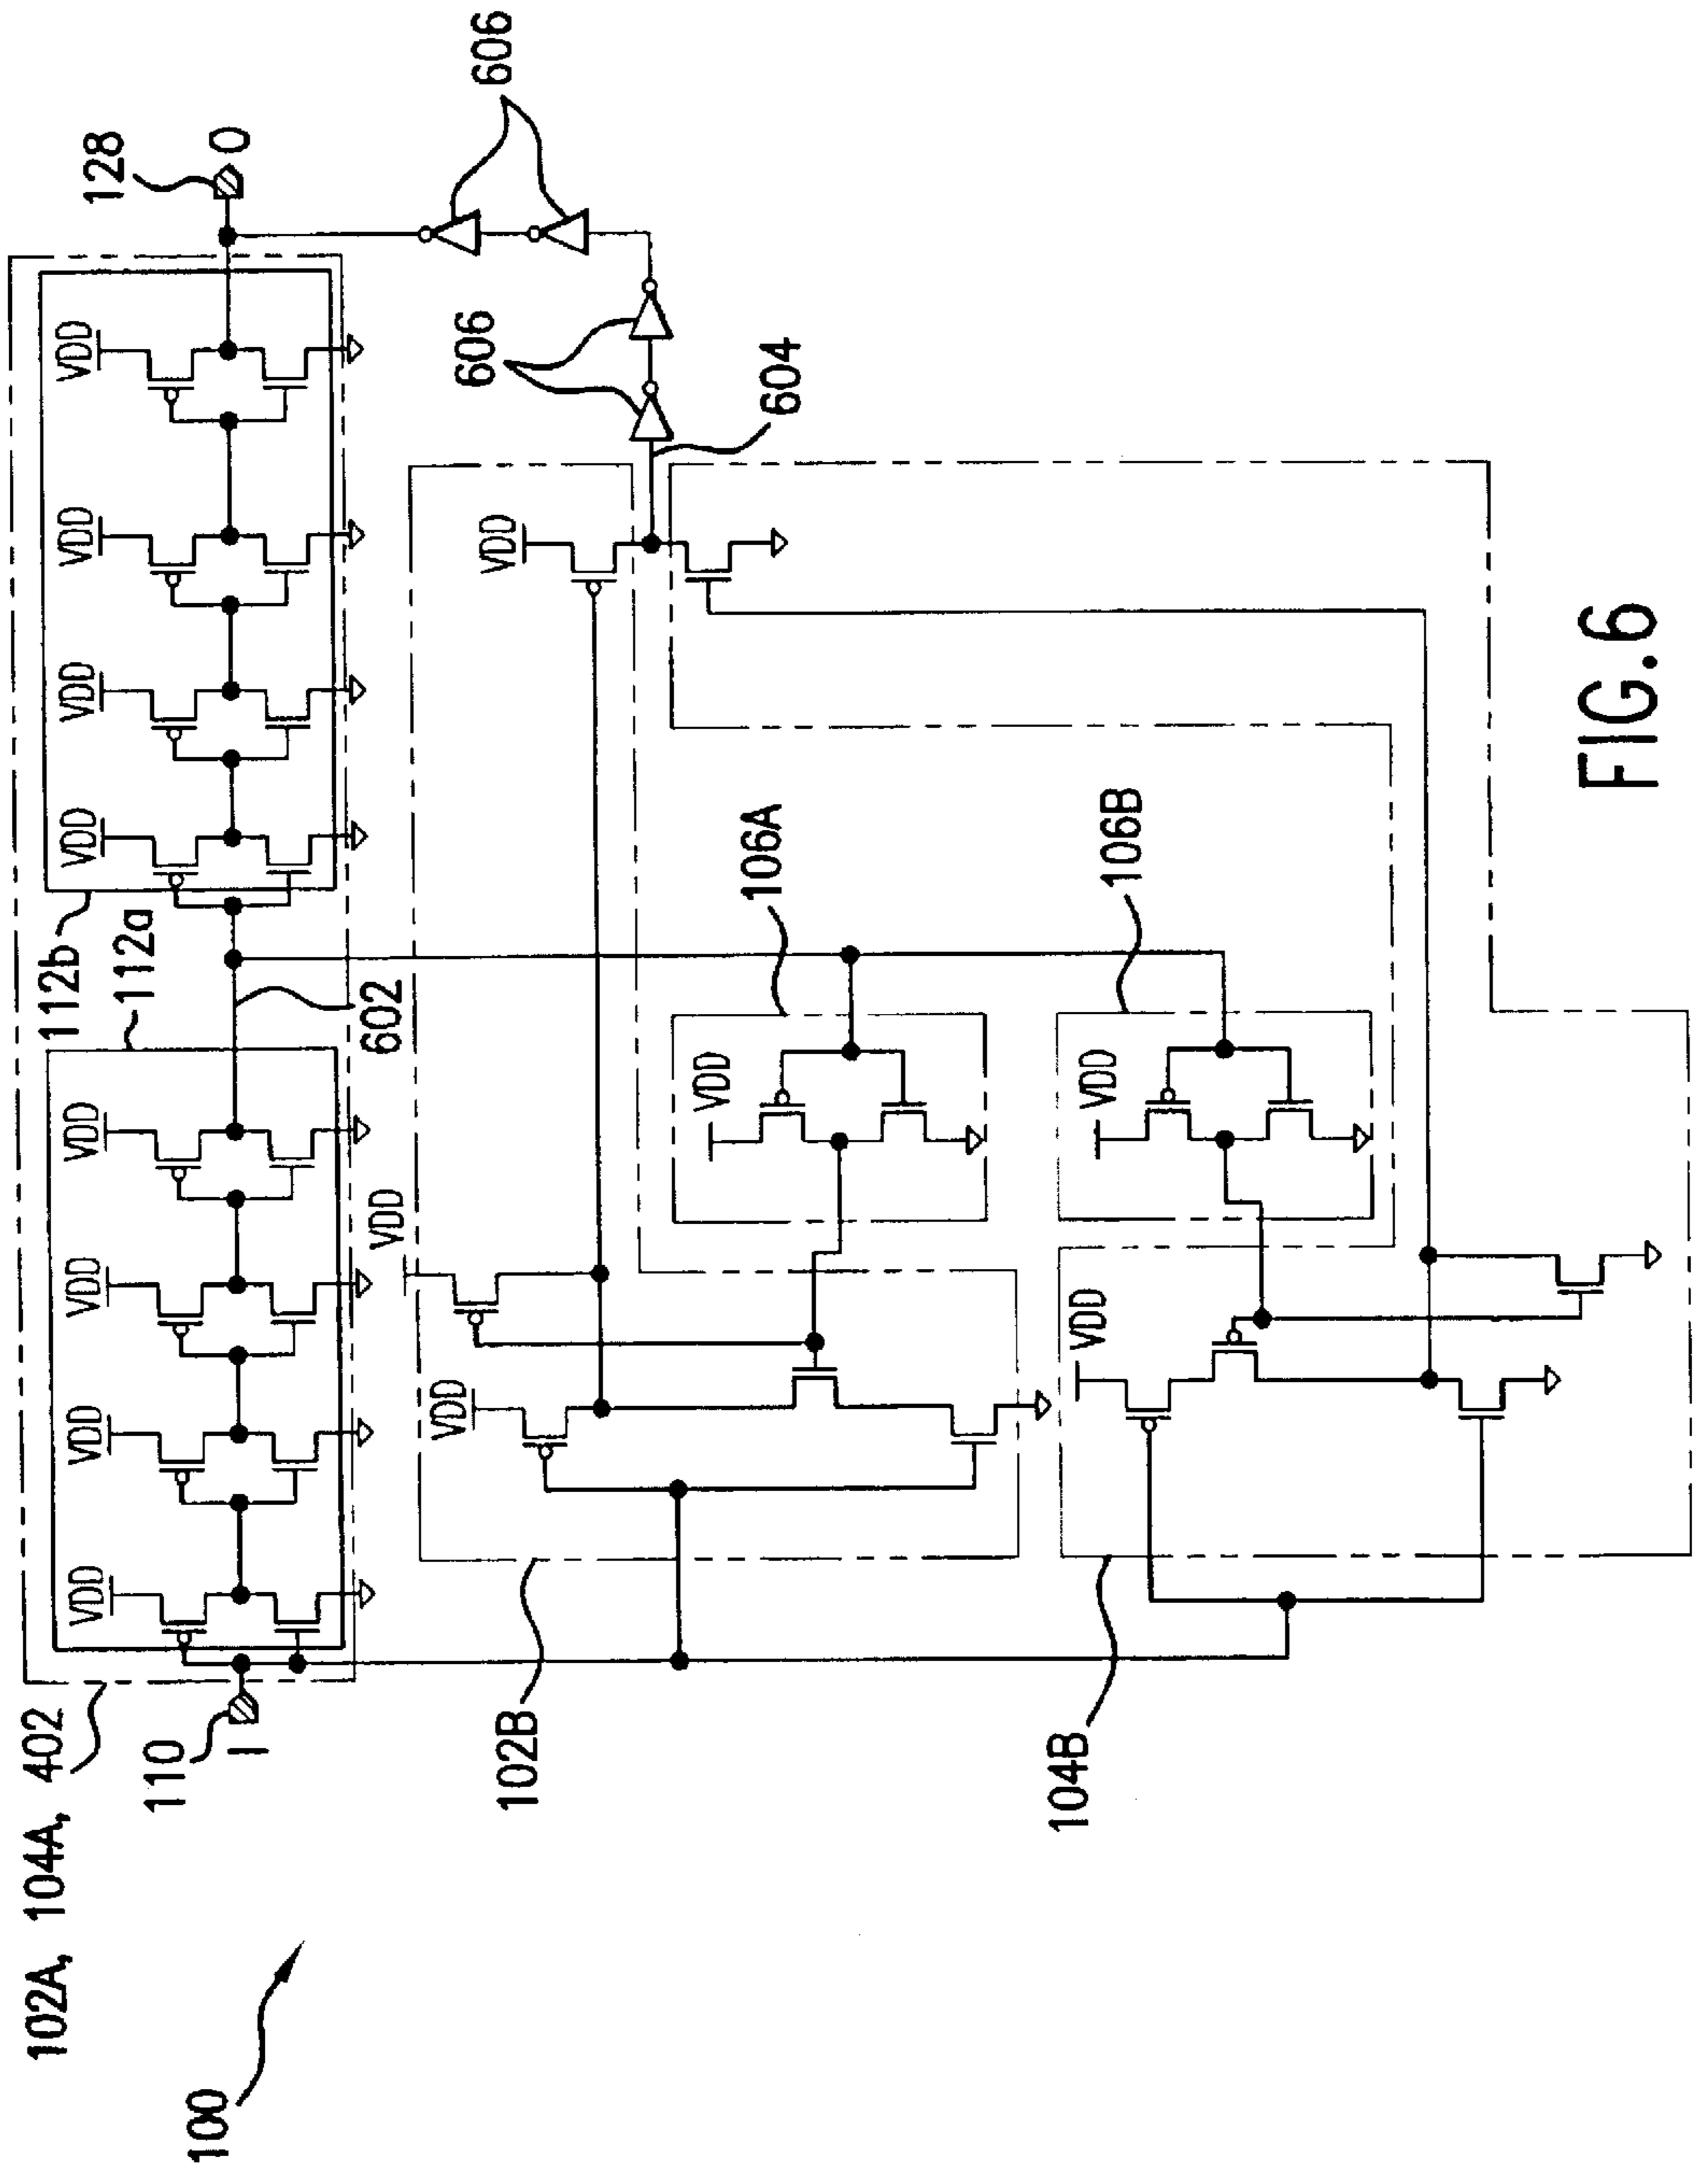 102A, 104A, 402
112b
112a
128
VDD
VDD
VDD
VDD
VDD
VDD
VDD
VDD
110
I
O
602
606
606
604
VDD
VDD
VDD
102B
106A
VDD
106B
VDD
VDD
104B
100
FIG.6